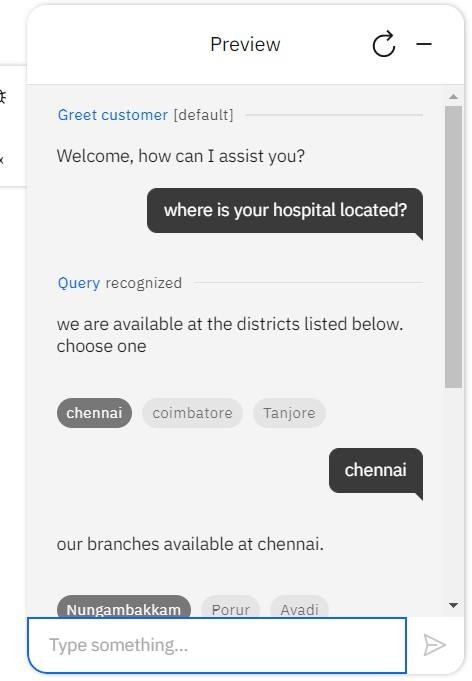 Preview
Greet customer [default]
Welcome, how can I assist you?
where is your hospital located?
Query recognized
we are available at the districts listed below.
choose one
chennai coimbatore Tanjore
chennai
our branches available at chennai.
Nungambakkam Porur Avadi
Type something...